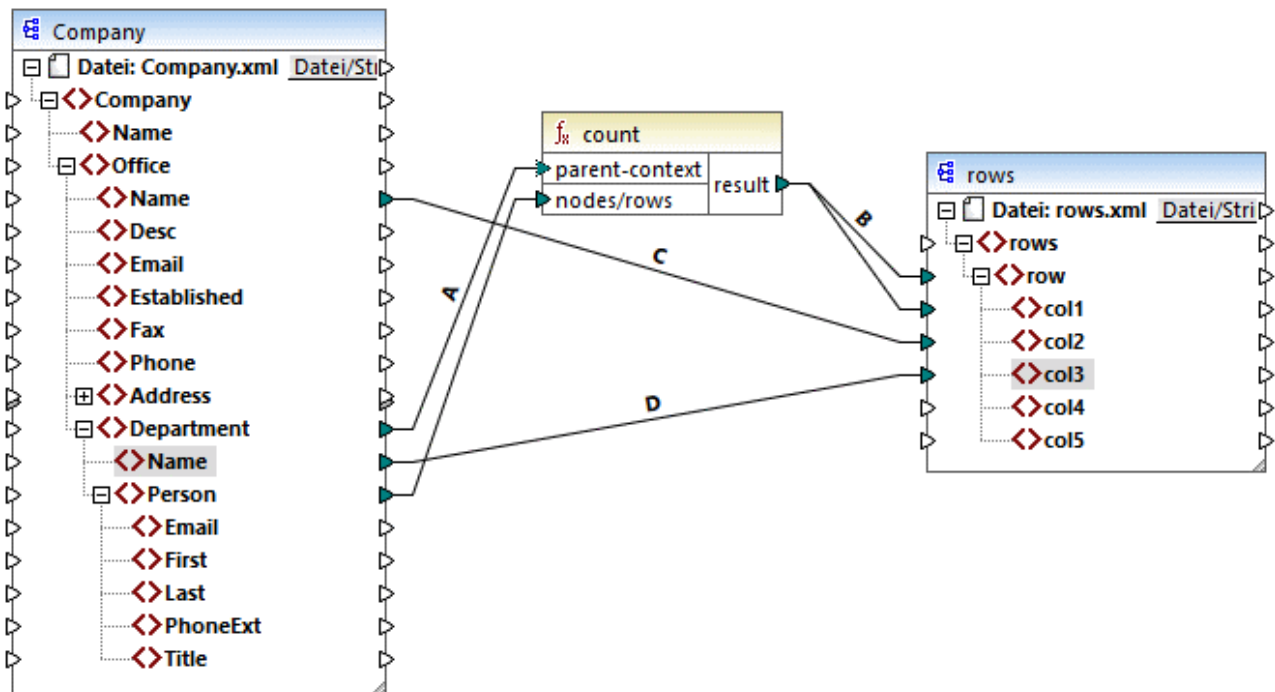 Company
Datei: Company.xml Datei/Stri
Company
Name
Office
Name
Desc
Email
Established
Fax
Phone
Address
Department
Name
Person
Email
First
Last
PhoneExt
Title
A
fx count
parent-context
nodes/rows
result
B
C
D
rows
Datei: rows.xml Datei/Stri
rows
row
col1
col2
col3
col4
col5